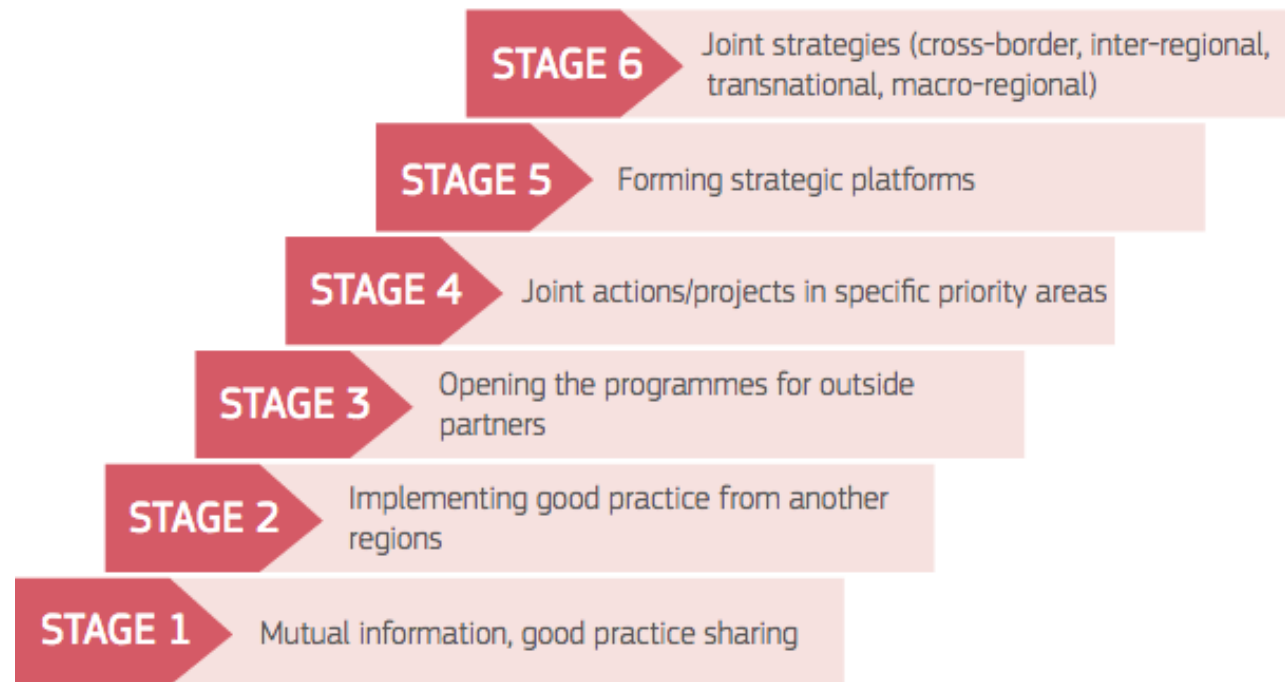 STAGE 6
Joint strategies (cross-border, inter-regional,
transnational, macro-regional)
STAGE 5
Forming strategic platforms
STAGE 4
Joint actions/projects in specific priority areas
STAGE 3
Opening the programmes for outside
partners
STAGE 2
Implementing good practice from another
regions
STAGE 1
Mutual information, good practice sharing